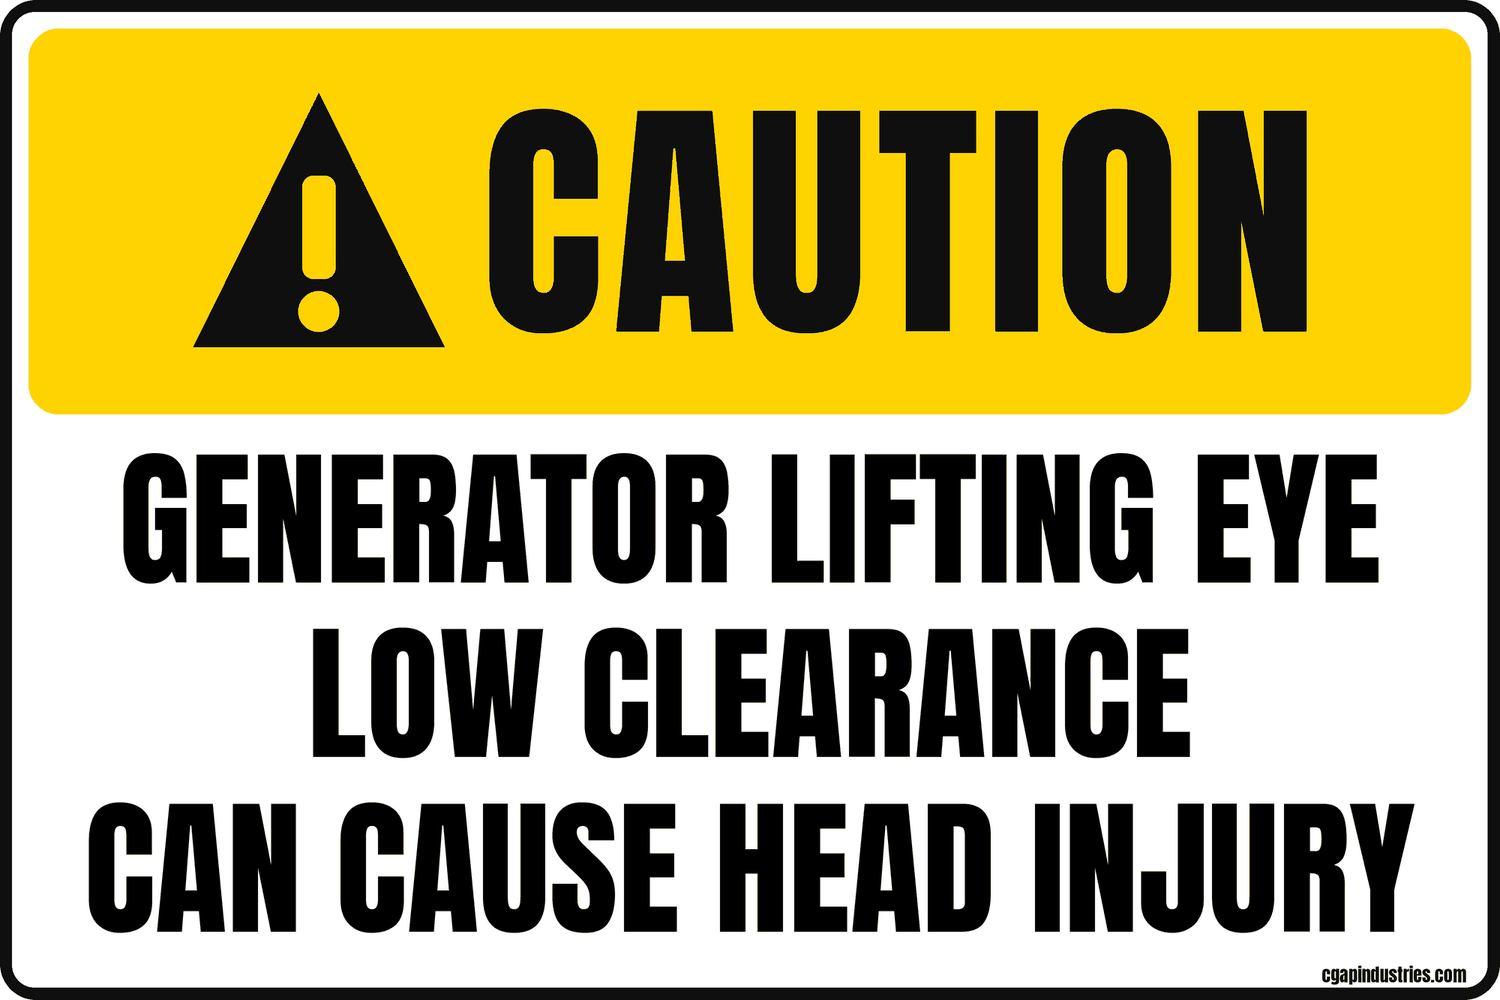 CAUTION
GENERATOR LIFTING EYE
LOW CLEARANCE
CAN CAUSE HEAD INJURY
cgapindustries.com